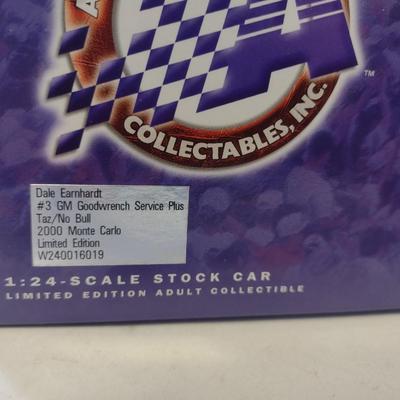 A
COLLECTABLES, INC.
TM
Dale Earnhardt
#3 GM Goodwrench Service Plus
Taz/No Bull
2000 Monte Carlo
Limited Edition
W240016019
1:24-SCALE STOCK CAR
LIMITED EDITION ADULT COLLECTIBLE